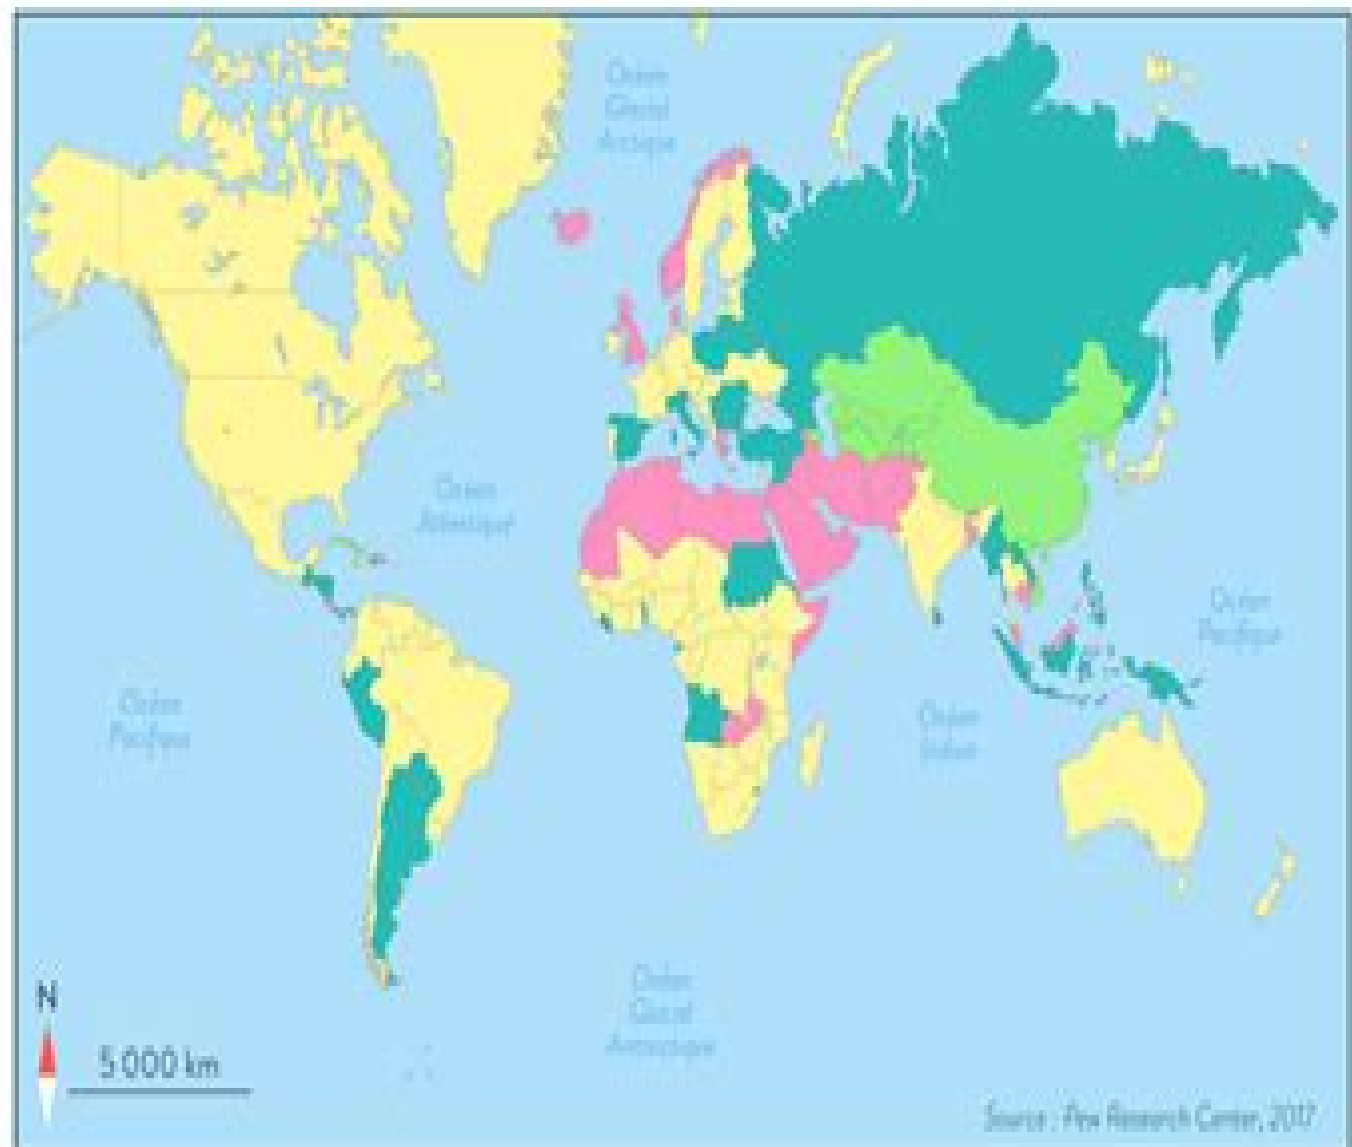 Océan
Glacial
Arctique
Océan
Atlantique
Océan
Pacifique
Océan
Pacifique
Océan
Indien
Océan
Glacial
Antarctique
N
5 000 km
Source : Pew Research Center, 2017